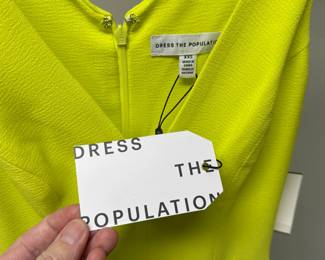 DRESS THE POPULATION
XXS
DRESS
THE
POPULATION